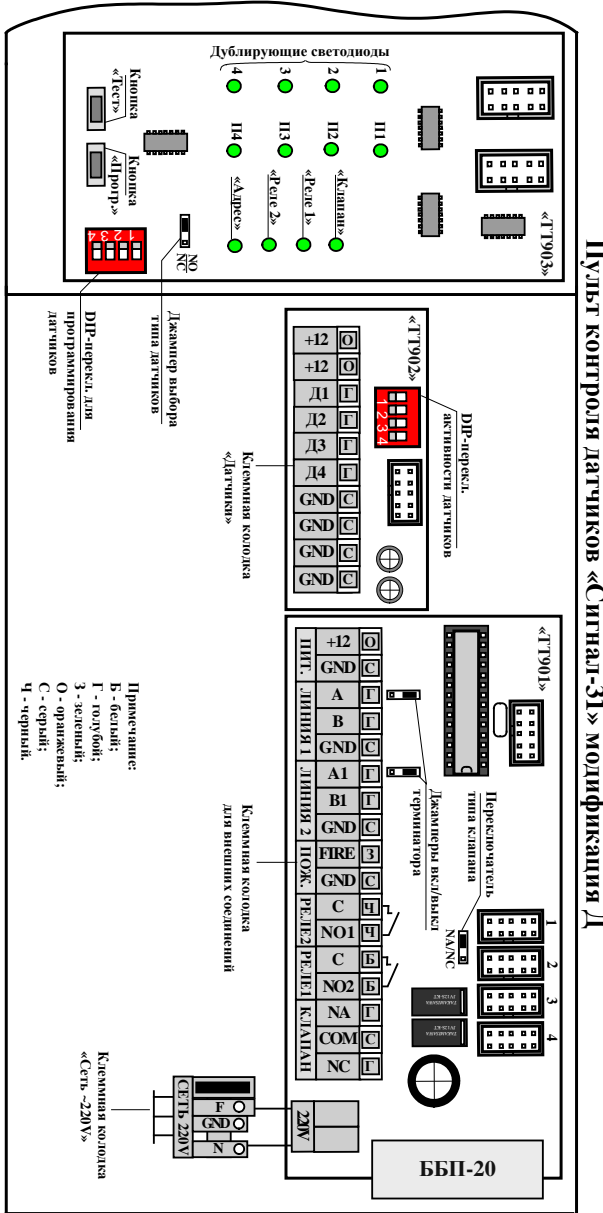 Пульт контроля датчиков «Сигнал-31» модификация Д
«ТТ903»
Дублирующие светодиоды
1
2
3
4
П1
П2
П3
П4
«Клапан»
«Реле 1»
«Реле 2»
«Адрес»
Кнопка
«Тест»
Кнопка
«Прогр.»
NO
NC
1 2 3 4
Джампер выбора
типа датчиков
DIP-перекл. для
программирования
датчиков
«ТТ902»
1 2 3 4
DIP-перекл.
активности датчиков
+12 О
+12 О
Д1 Г
Д2 Г
Д3 Г
Д4 Г
GND С
GND С
GND С
GND С
Клеммная колодка
«Датчики»
«ТТ901»
Переключатель
типа клапана
NA/NC
Джамперы вкл/выкл
терминатора
1
2
3
4
ПИТ.
+12 О
GND С
ЛИНИЯ1
A Г
B Г
GND С
ЛИНИЯ 2
A1 Г
B1 Г
GND С
ПОЖ.
FIRE З
GND С
РЕЛЕ2
C Ч
NO1 Ч
РЕЛЕ1
C Б
NO2 Б
КЛАПАН
NA Г
COM С
NC Г
Клеммная колодка
для внешних соединений
220V
ББП-20
F
GND
N
СЕТЬ 220V
Клеммная колодка
«Сеть ~220V»
Примечание:
Б - белый;
Г - голубой;
З - зеленый;
О - оранжевый;
С - серый;
Ч - черный.